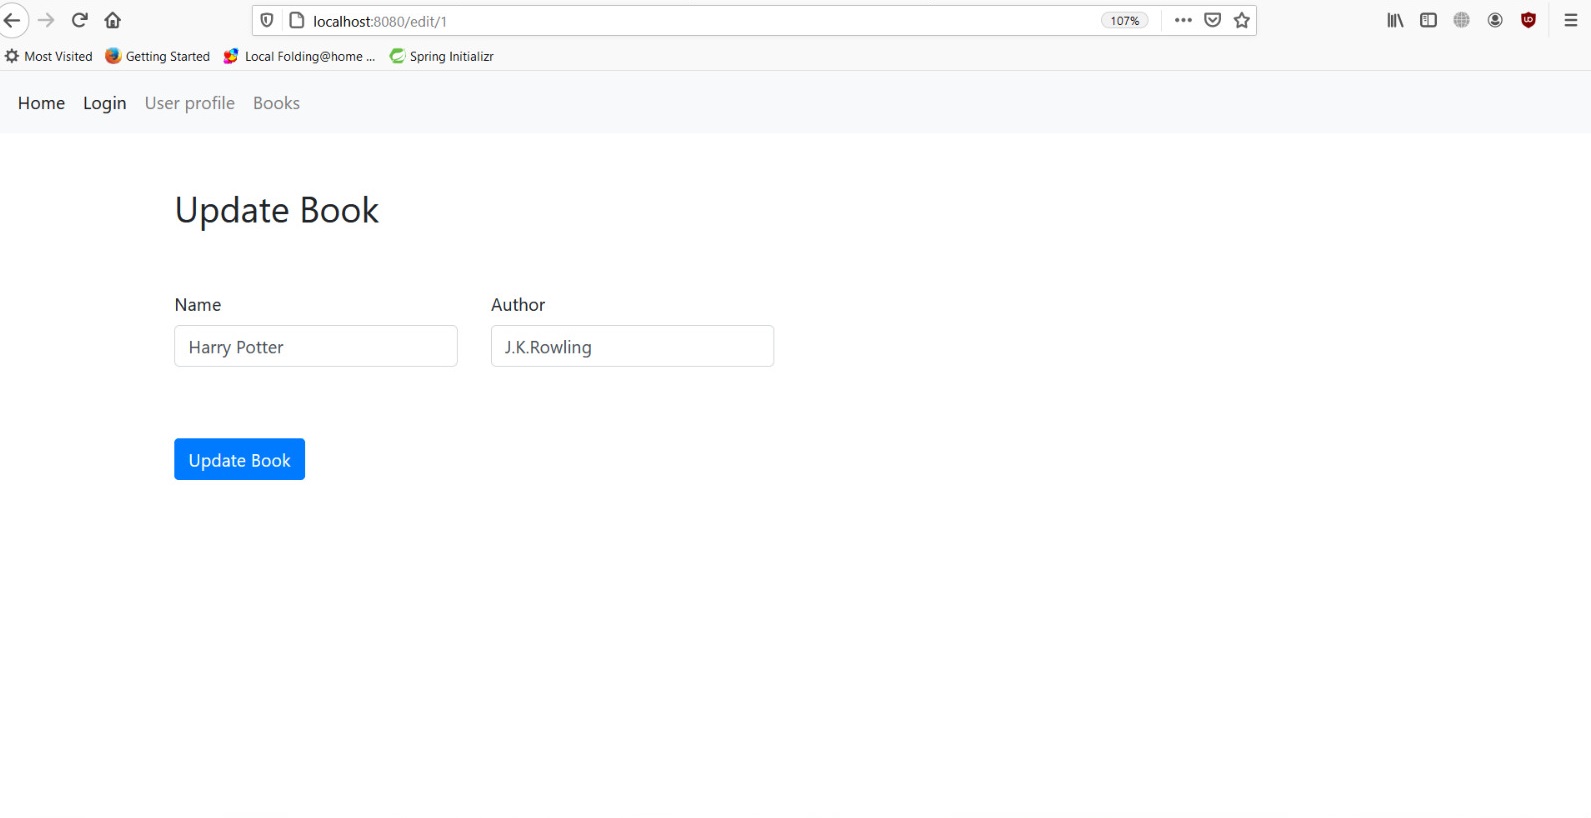 localhost:8080/edit/1 107%
Most Visited Getting Started Local Folding@home ... Spring Initializr
Home Login User profile Books
Update Book
Name Author
Harry Potter J.K.Rowling
Update Book